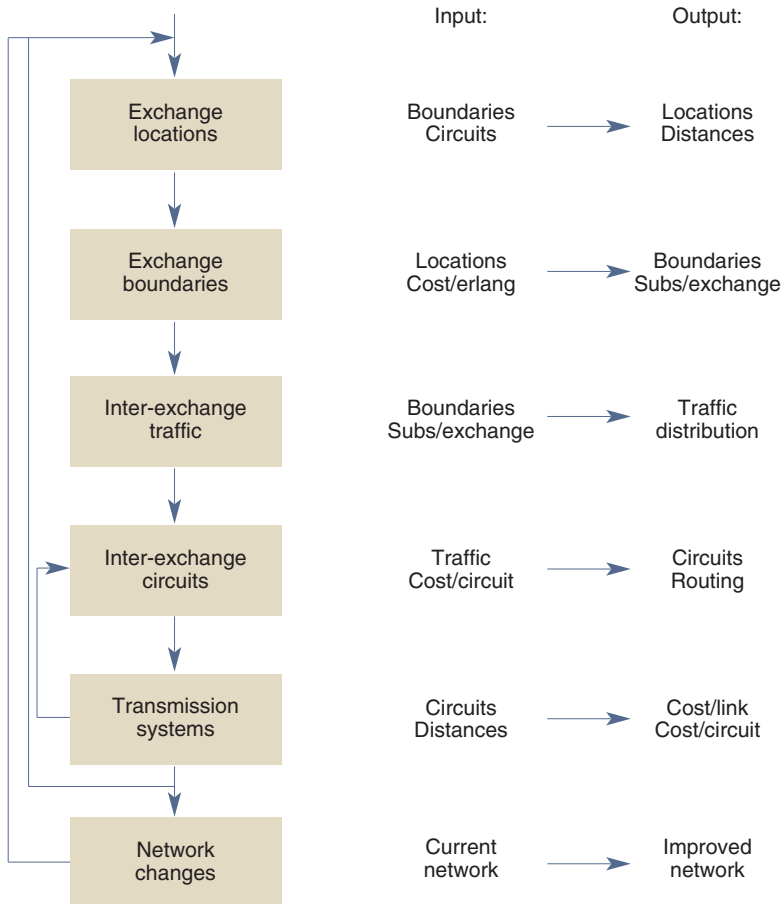 Input:
Output:
Exchange
locations
Boundaries
Circuits
Locations
Distances
Exchange
boundaries
Locations
Cost/erlang
Boundaries
Subs/exchange
Inter-exchange
traffic
Boundaries
Subs/exchange
Traffic
distribution
Inter-exchange
circuits
Traffic
Cost/circuit
Circuits
Routing
Transmission
systems
Circuits
Distances
Cost/link
Cost/circuit
Network
changes
Current
network
Improved
network